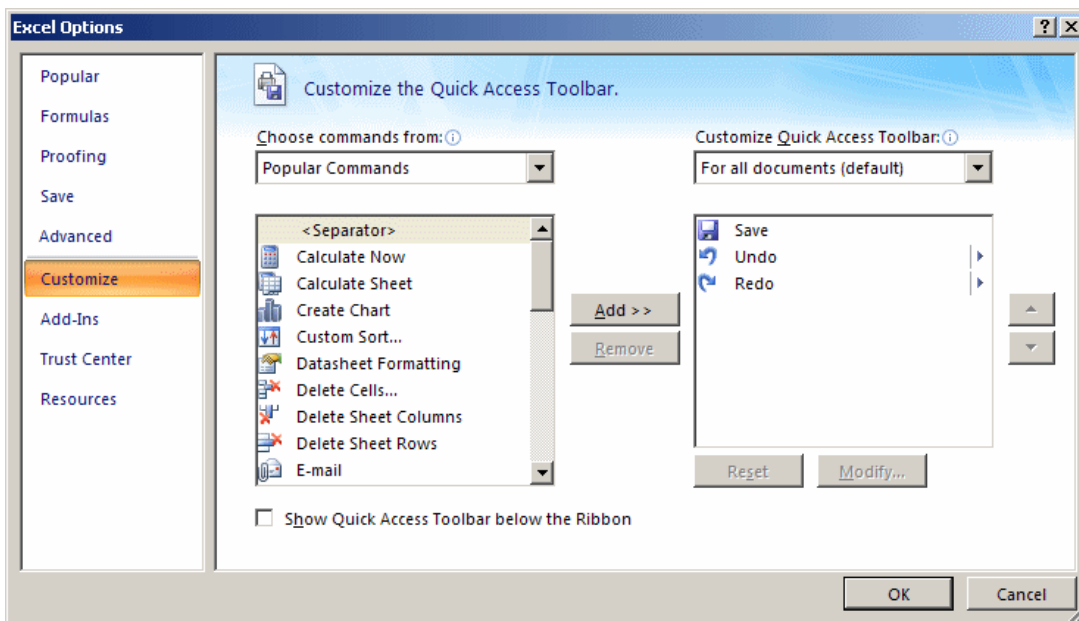 Excel Options
Popular
Formulas
Proofing
Save
Advanced
Customize
Add-Ins
Trust Center
Resources
Customize the Quick Access Toolbar.
Choose commands from:
Popular Commands
<Separator>
Calculate Now
Calculate Sheet
Create Chart
Custom Sort...
Datasheet Formatting
Delete Cells...
Delete Sheet Columns
Delete Sheet Rows
E-mail
Show Quick Access Toolbar below the Ribbon
Add >>
Remove
Customize Quick Access Toolbar:
For all documents (default)
Save
Undo
Redo
Reset
Modify...
OK
Cancel